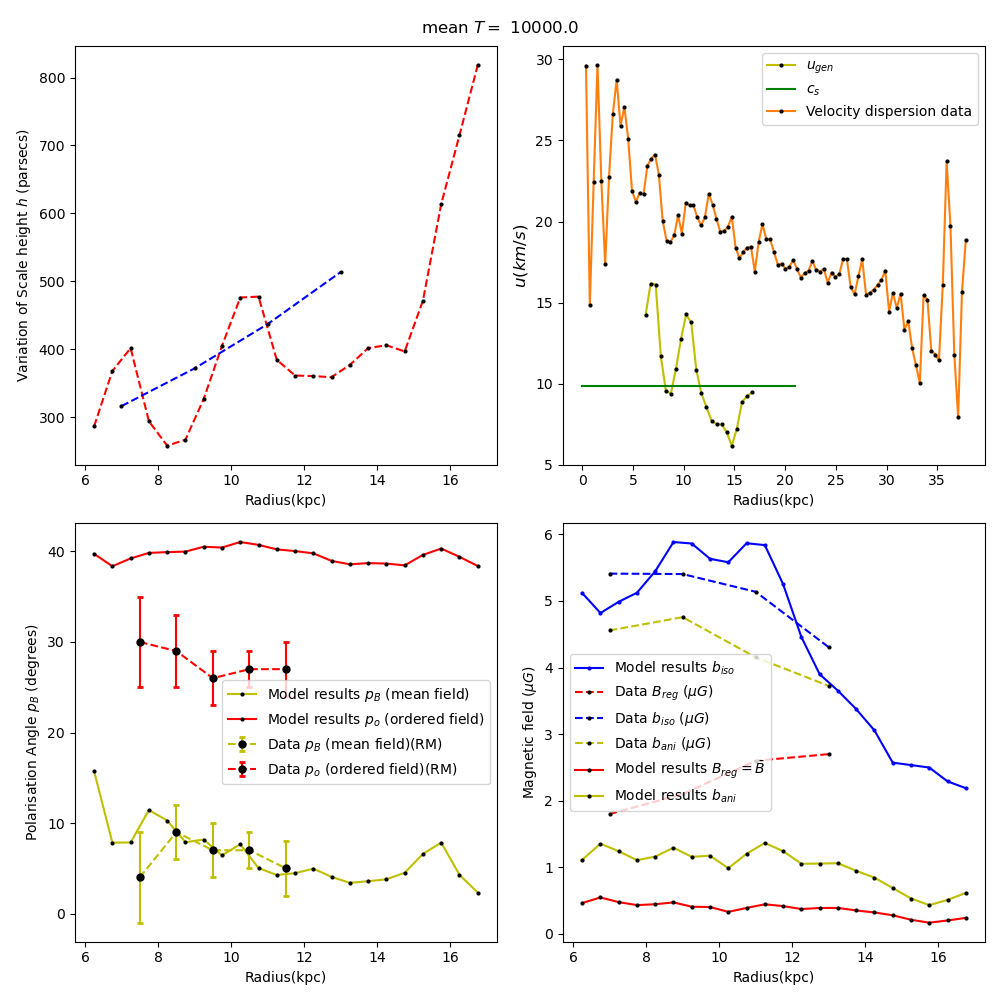 mean T = 10000.0
Variation of Scale height h (parsecs)
800
700
600
500
400
300
6 8 10 12 14 16
Radius(kpc)
u(km/s)
30
25
20
15
10
5
0 5 10 15 20 25 30 35
Radius(kpc)
u_gen
c_s
Velocity dispersion data
Polarisation Angle p_B (degrees)
40
30
20
10
0
6 8 10 12 14 16
Radius(kpc)
Model results p_B (mean field)
Model results p_o (ordered field)
Data p_B (mean field)(RM)
Data p_o (ordered field)(RM)
Magnetic field (μG)
6
5
4
3
2
1
0
6 8 10 12 14 16
Radius(kpc)
Model results b_iso
Data B_reg (μG)
Data b_iso (μG)
Data b_ani (μG)
Model results B_reg = B
Model results b_ani